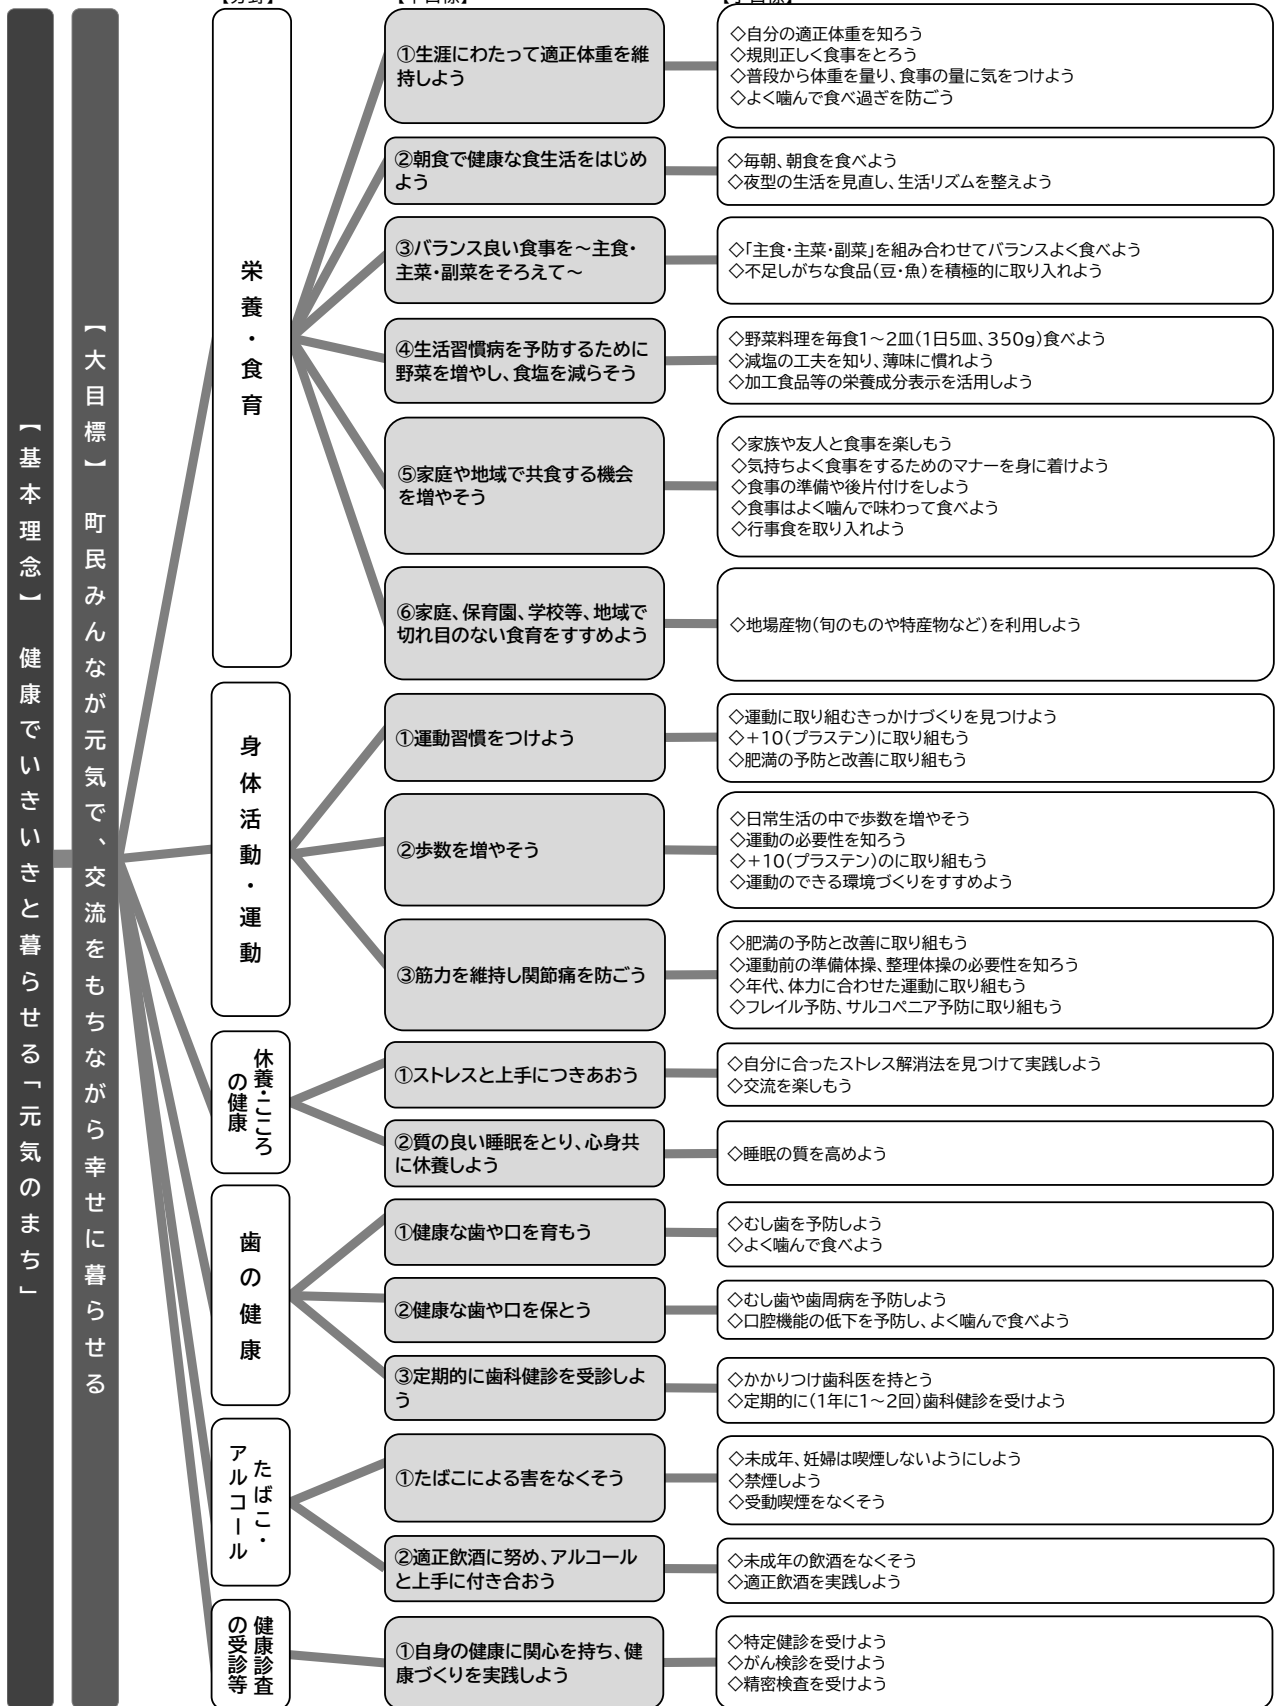 【分野】
【中目標】
【小目標】
【基本理念】 健康でいきいきと暮らせる「元気のまち」
【大目標】 町民みんなが元気で、交流をもちながら幸せに暮らせる
栄養・食育
①生涯にわたって適正体重を維
持しよう
◇自分の適正体重を知ろう
◇規則正しく食事をとろう
◇普段から体重を量り、食事の量に気をつけよう
◇よく噛んで食べ過ぎを防ごう
②朝食で健康な食生活をはじめ
よう
◇毎朝、朝食を食べよう
◇夜型の生活を見直し、生活リズムを整えよう
③バランス良い食事を～主食・
主菜・副菜をそろえて～
◇「主食・主菜・副菜」を組み合わせてバランスよく食べよう
◇不足しがちな食品(豆・魚)を積極的に取り入れよう
④生活習慣病を予防するために
野菜を増やし、食塩を減らそう
◇野菜料理を毎食1～2皿(1日5皿、350g)食べよう
◇減塩の工夫を知り、薄味に慣れよう
◇加工食品等の栄養成分表示を活用しよう
⑤家庭や地域で共食する機会
を増やそう
◇家族や友人と食事を楽しもう
◇気持ちよく食事をするためのマナーを身に着けよう
◇食事の準備や後片付けをしよう
◇食事はよく噛んで味わって食べよう
◇行事食を取り入れよう
⑥家庭、保育園、学校等、地域で
切れ目のない食育をすすめよう
◇地場産物(旬のものや特産物など)を利用しよう
身体活動・運動
①運動習慣をつけよう
◇運動に取り組むきっかけづくりを見つけよう
◇＋10(プラステン)に取り組もう
◇肥満の予防と改善に取り組もう
②歩数を増やそう
◇日常生活の中で歩数を増やそう
◇運動の必要性を知ろう
◇＋10(プラステン)のに取り組もう
◇運動のできる環境づくりをすすめよう
③筋力を維持し関節痛を防ごう
◇肥満の予防と改善に取り組もう
◇運動前の準備体操、整理体操の必要性を知ろう
◇年代、体力に合わせた運動に取り組もう
◇フレイル予防、サルコペニア予防に取り組もう
休養・こころ
の健康
①ストレスと上手につきあおう
◇自分に合ったストレス解消法を見つけて実践しよう
◇交流を楽しもう
②質の良い睡眠をとり、心身共
に休養しよう
◇睡眠の質を高めよう
歯の健康
①健康な歯や口を育もう
◇むし歯を予防しよう
◇よく噛んで食べよう
②健康な歯や口を保とう
◇むし歯や歯周病を予防しよう
◇口腔機能の低下を予防し、よく噛んで食べよう
③定期的に歯科健診を受診しよ
う
◇かかりつけ歯科医を持とう
◇定期的に(1年に1～2回)歯科健診を受けよう
たばこ・
アルコール
①たばこによる害をなくそう
◇未成年、妊婦は喫煙しないようにしよう
◇禁煙しよう
◇受動喫煙をなくそう
②適正飲酒に努め、アルコール
と上手に付き合おう
◇未成年の飲酒をなくそう
◇適正飲酒を実践しよう
健康診査
の受診等
①自身の健康に関心を持ち、健
康づくりを実践しよう
◇特定健診を受けよう
◇がん検診を受けよう
◇精密検査を受けよう